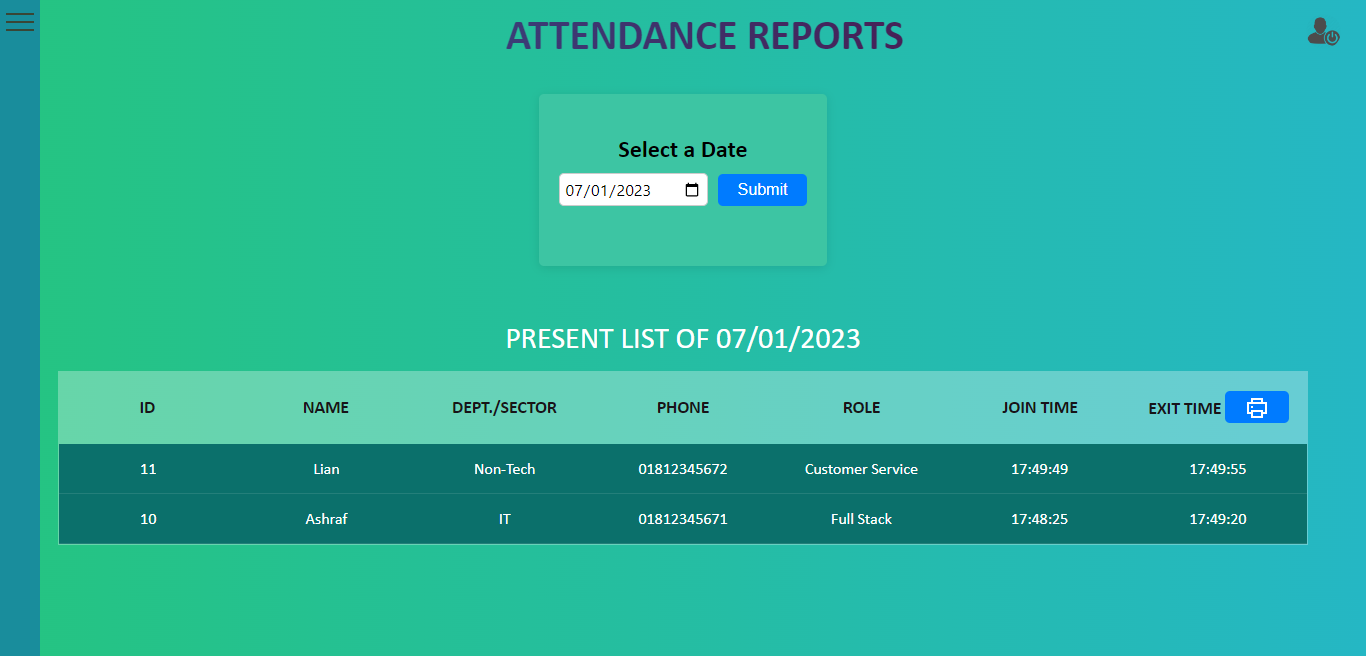 ATTENDANCE REPORTS
Select a Date
07/01/2023 Submit
PRESENT LIST OF 07/01/2023
ID NAME DEPT./SECTOR PHONE ROLE JOIN TIME EXIT TIME
11 Lian Non-Tech 01812345672 Customer Service 17:49:49 17:49:55
10 Ashraf IT 01812345671 Full Stack 17:48:25 17:49:20